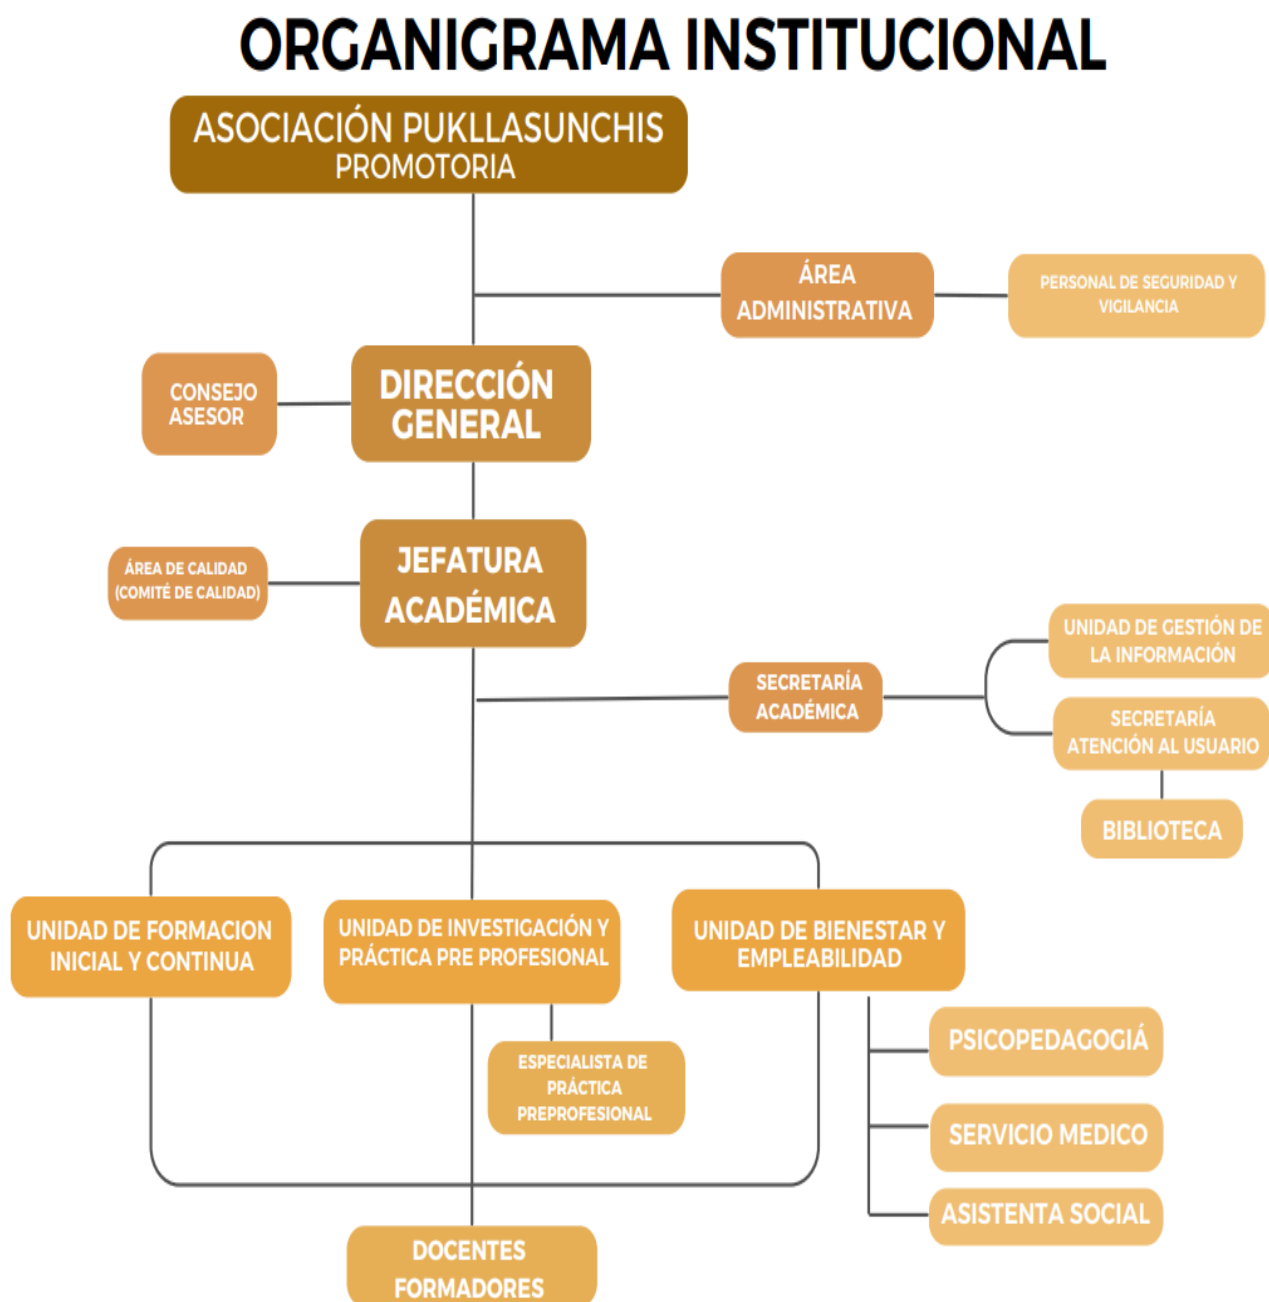 ORGANIGRAMA INSTITUCIONAL
ASOCIACIÓN PUKLLASUNCHIS
PROMOTORIA
ÁREA
ADMINISTRATIVA
PERSONAL DE SEGURIDAD Y
VIGILANCIA
CONSEJO
ASESOR
DIRECCIÓN
GENERAL
ÁREA DE CALIDAD
(COMITÉ DE CALIDAD)
JEFATURA
ACADÉMICA
SECRETARÍA
ACADÉMICA
UNIDAD DE GESTIÓN DE
LA INFORMACIÓN
SECRETARÍA
ATENCIÓN AL USUARIO
BIBLIOTECA
UNIDAD DE FORMACION
INICIAL Y CONTINUA
UNIDAD DE INVESTIGACIÓN Y
PRÁCTICA PRE PROFESIONAL
UNIDAD DE BIENESTAR Y
EMPLEABILIDAD
ESPECIALISTA DE
PRÁCTICA
PREPROFESIONAL
PSICOPEDAGOGIÁ
SERVICIO MEDICO
ASISTENTA SOCIAL
DOCENTES
FORMADORES